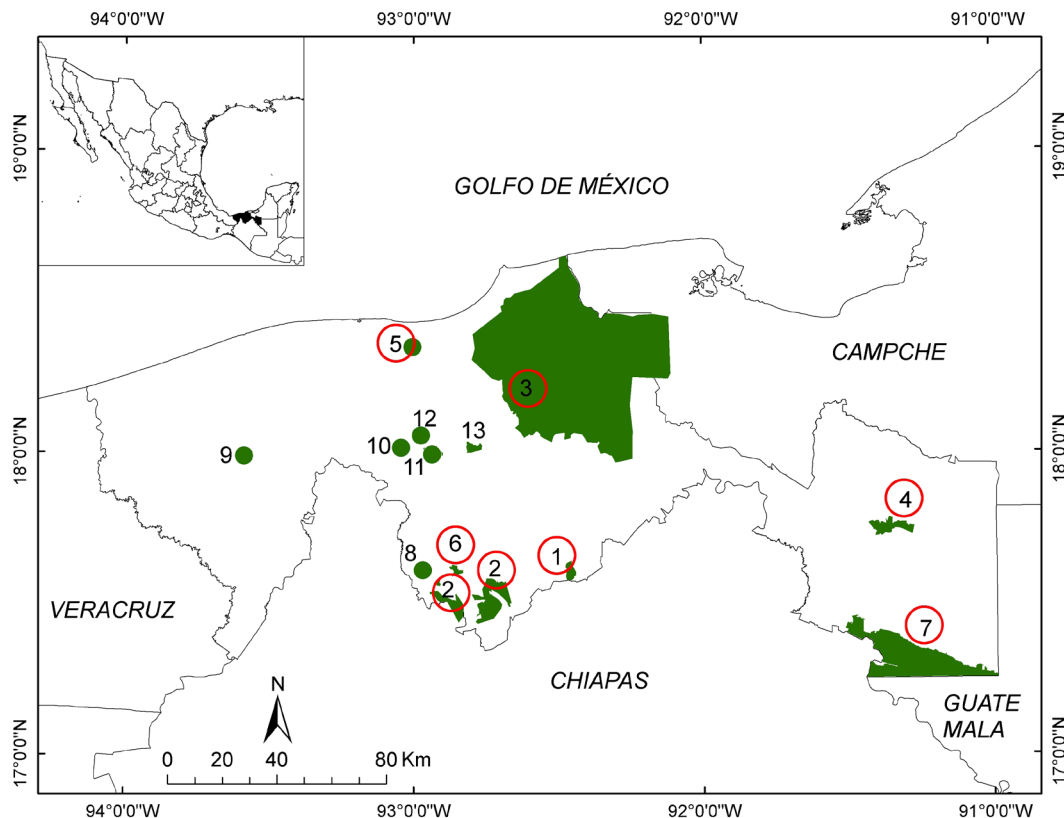 94°0'0"W 93°0'0"W 92°0'0"W 91°0'0"W
19°0'0"N
19°0'0"N
GOLFO DE MÉXICO
5
CAMPCHE
3
12
13
10
11
9
18°0'0"N
18°0'0"N
4
6
1
8
2
2
VERACRUZ
7
CHIAPAS
N
GUATE
MALA
0 20 40 80 Km
17°0'0"N
17°0'0"N
94°0'0"W 93°0'0"W 92°0'0"W 91°0'0"W